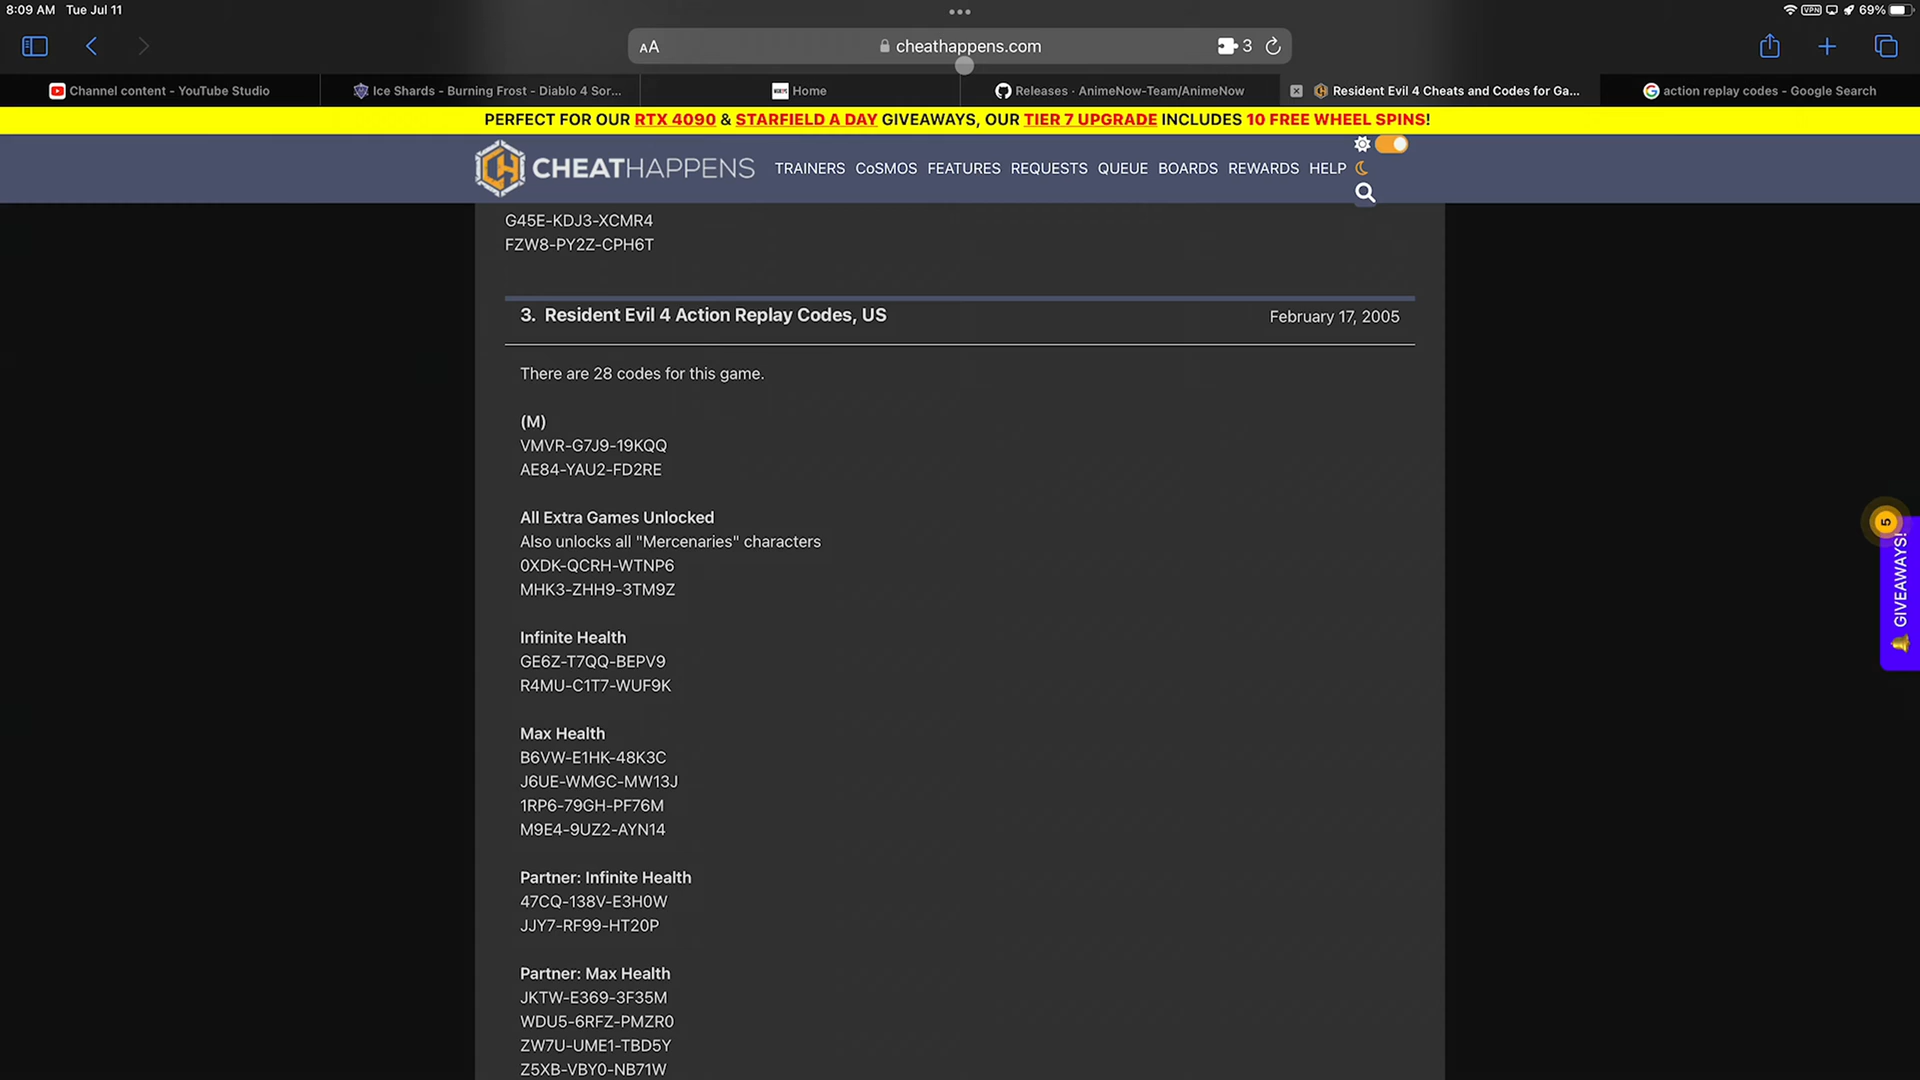 8:09 AM Tue Jul 11
VPN 69%
AA cheathappens.com 3
Channel content - YouTube Studio
Ice Shards - Burning Frost - Diablo 4 Sor...
Home
Releases · AnimeNow-Team/AnimeNow
Resident Evil 4 Cheats and Codes for Ga...
action replay codes - Google Search
PERFECT FOR OUR RTX 4090 & STARFIELD A DAY GIVEAWAYS, OUR TIER 7 UPGRADE INCLUDES 10 FREE WHEEL SPINS!
CHEATHAPPENS
TRAINERS CoSMOS FEATURES REQUESTS QUEUE BOARDS REWARDS HELP
G45E-KDJ3-XCMR4
FZW8-PY2Z-CPH6T
3. Resident Evil 4 Action Replay Codes, US February 17, 2005
There are 28 codes for this game.
(M)
VMVR-G7J9-19KQQ
AE84-YAU2-FD2RE
All Extra Games Unlocked
Also unlocks all "Mercenaries" characters
0XDK-QCRH-WTNP6
MHK3-ZHH9-3TM9Z
Infinite Health
GE6Z-T7QQ-BEPV9
R4MU-C1T7-WUF9K
Max Health
B6VW-E1HK-48K3C
J6UE-WMGC-MW13J
1RP6-79GH-PF76M
M9E4-9UZ2-AYN14
Partner: Infinite Health
47CQ-138V-E3H0W
JJY7-RF99-HT20P
Partner: Max Health
JKTW-E369-3F35M
WDU5-6RFZ-PMZR0
ZW7U-UME1-TBD5Y
Z5XB-VBY0-NB71W
5
GIVEAWAYS!